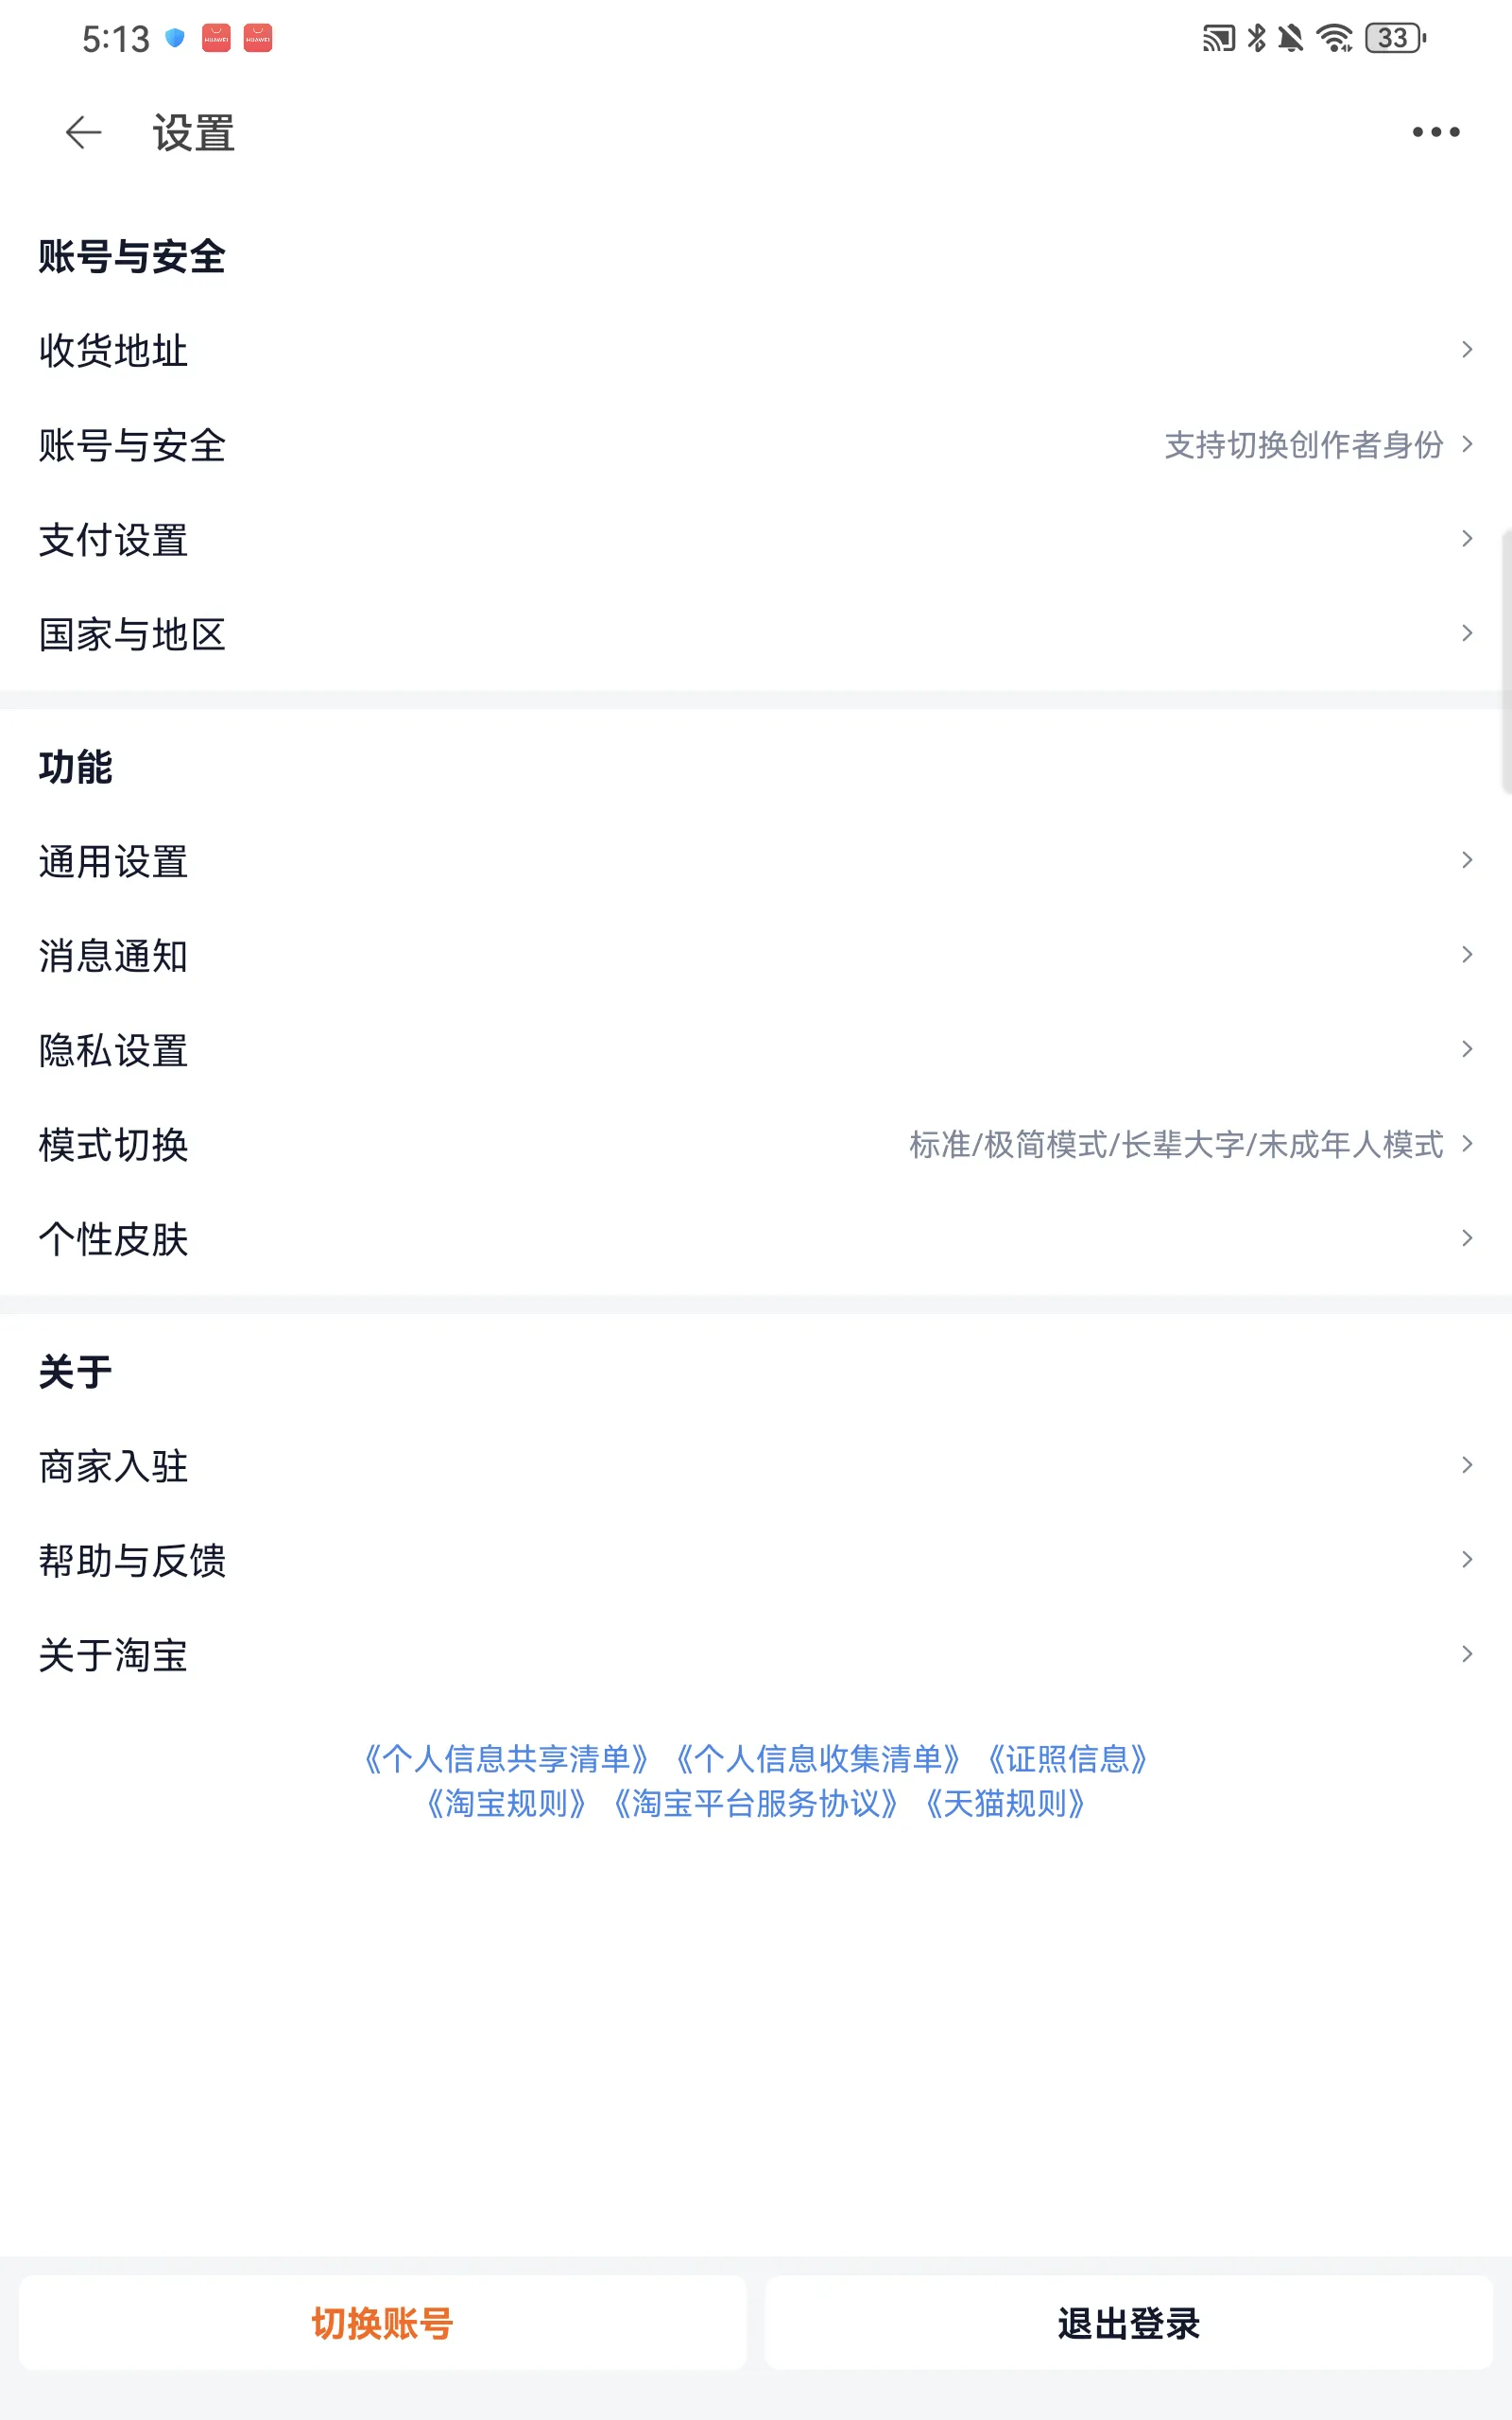 5:13
HUAWEI HUAWEI
33
设置
账号与安全
收货地址
账号与安全 支持切换创作者身份
支付设置
国家与地区
功能
通用设置
消息通知
隐私设置
模式切换 标准/极简模式/长辈大字/未成年人模式
个性皮肤
关于
商家入驻
帮助与反馈
关于淘宝
《个人信息共享清单》《个人信息收集清单》《证照信息》
《淘宝规则》《淘宝平台服务协议》《天猫规则》
切换账号 退出登录